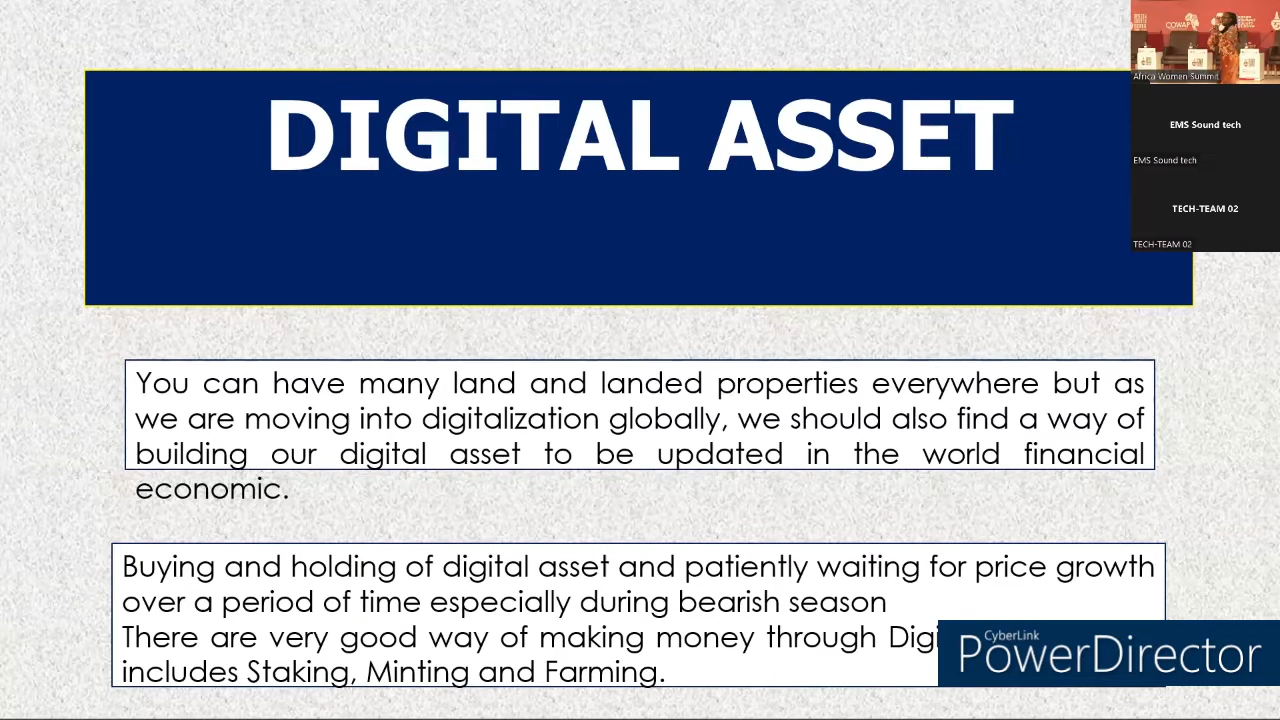 DIGITAL ASSET
COWAP
Africa Women Summit
EMS Sound tech
EMS Sound tech
TECH-TEAM 02
TECH-TEAM 02
You can have many land and landed properties everywhere but as
we are moving into digitalization globally, we should also find a way of
building our digital asset to be updated in the world financial
economic.
Buying and holding of digital asset and patiently waiting for price growth
over a period of time especially during bearish season
There are very good way of making money through
includes Staking, Minting and Farming.
CyberLink
PowerDirector